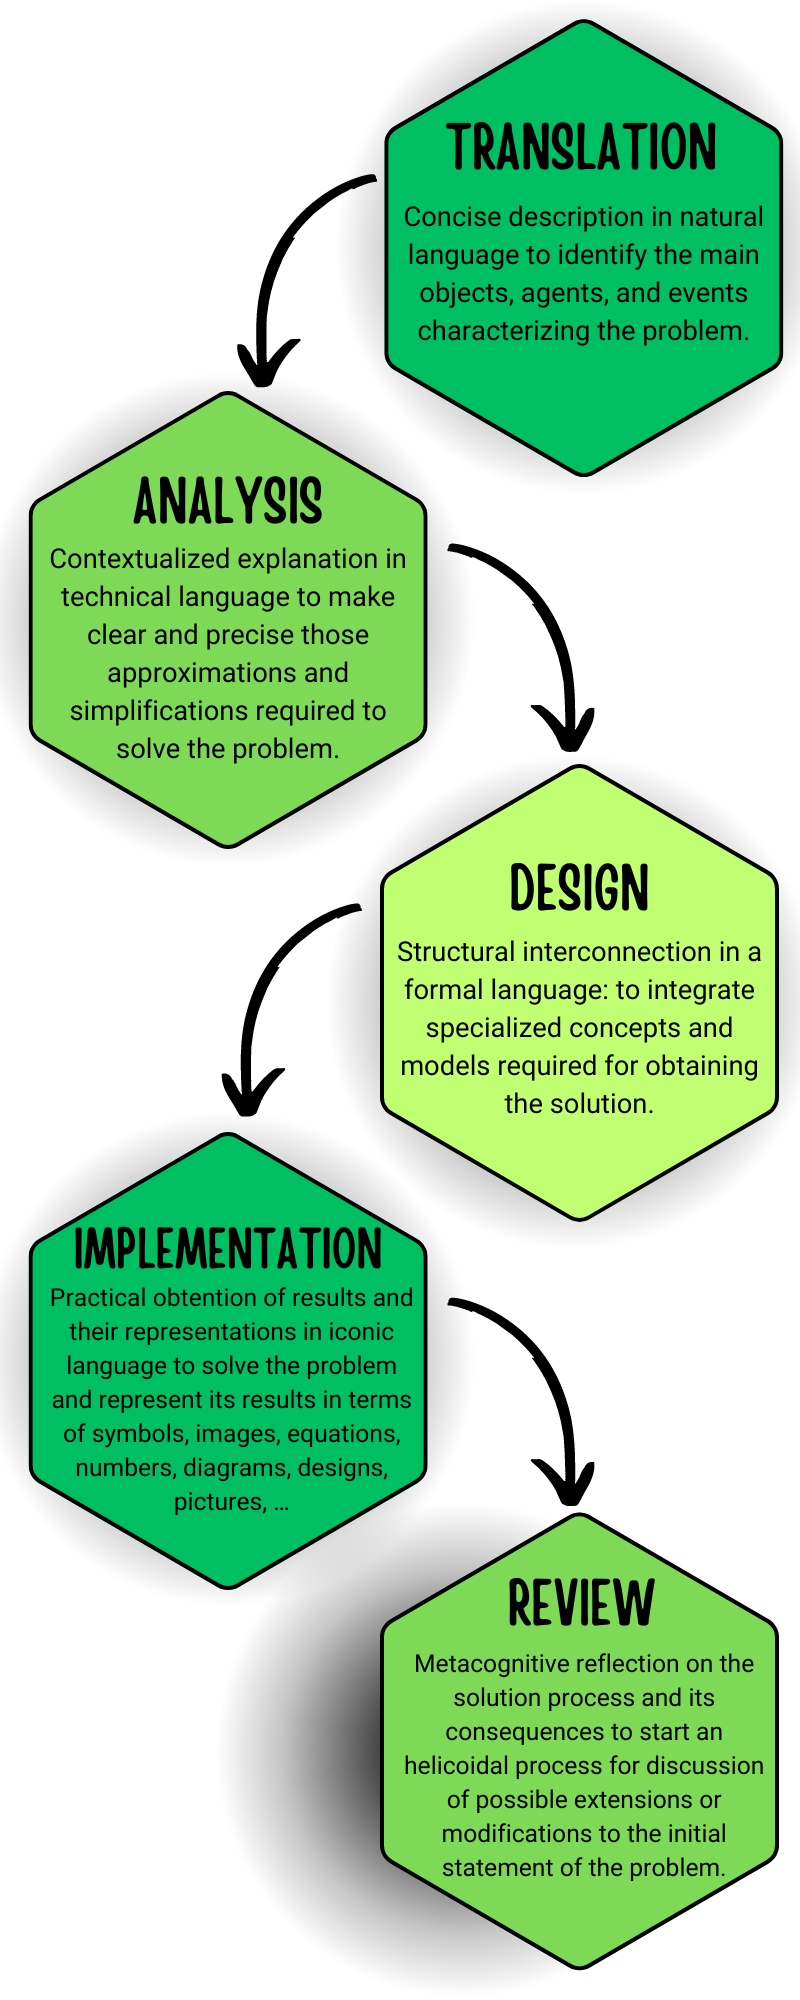 TRANSLATION
Concise description in natural
language to identify the main
objects, agents, and events
characterizing the problem.
ANALYSIS
Contextualized explanation in
technical language to make
clear and precise those
approximations and
simplifications required to
solve the problem.
DESIGN
Structural interconnection in a
formal language: to integrate
specialized concepts and
models required for obtaining
the solution.
IMPLEMENTATION
Practical obtention of results and
their representations in iconic
language to solve the problem
and represent its results in terms
of symbols, images, equations,
numbers, diagrams, designs,
pictures, ...
REVIEW
Metacognitive reflection on the
solution process and its
consequences to start an
helicoidal process for discussion
of possible extensions or
modifications to the initial
statement of the problem.